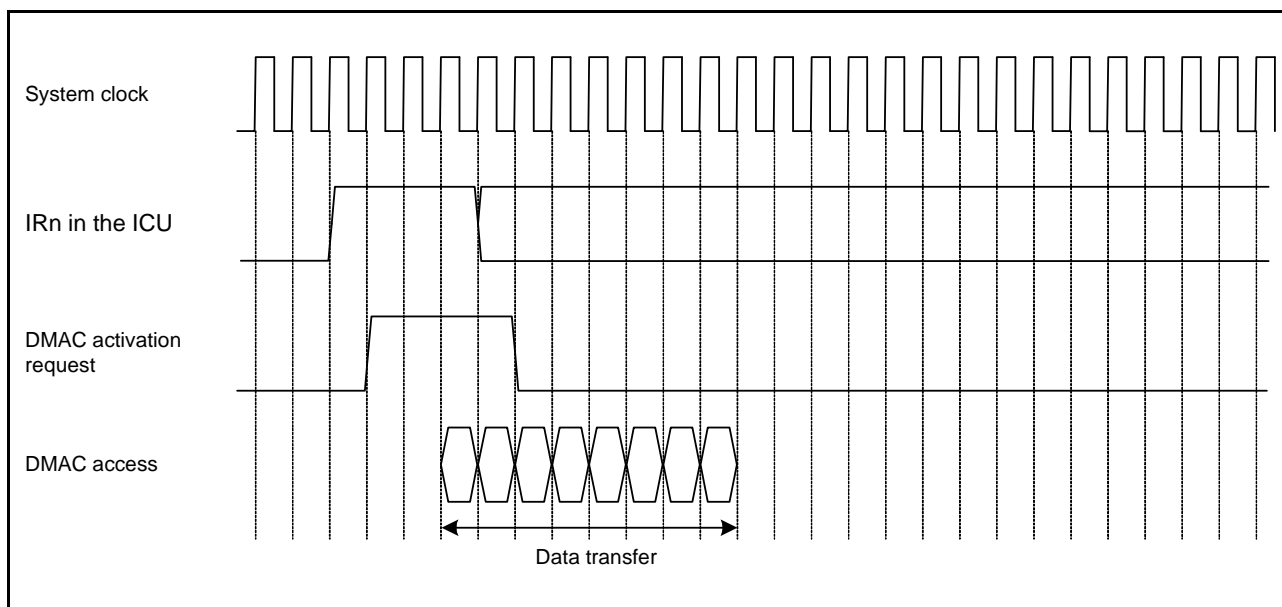 System clock
IRn in the ICU
DMAC activation
request
DMAC access
Data transfer